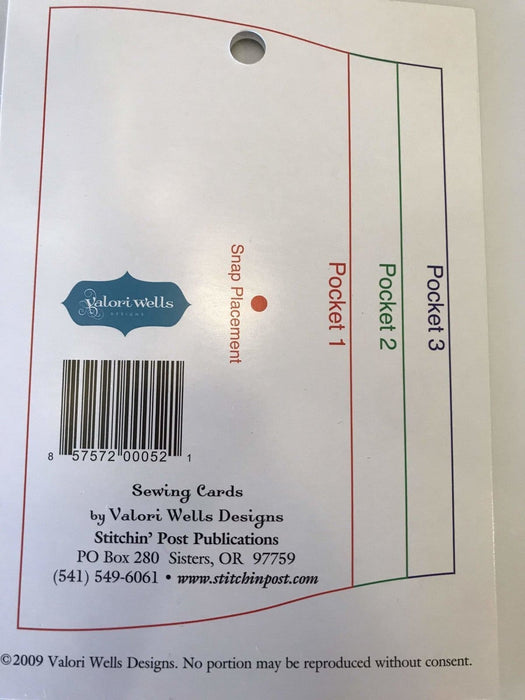 Pocket 3
Pocket 2
Pocket 1
Snap Placement
Valori Wells
DESIGNS
8 57572 00052 1
Sewing Cards
by Valori Wells Designs
Stitchin' Post Publications
PO Box 280 Sisters, OR 97759
(541) 549-6061 • www.stitchinpost.com
©2009 Valori Wells Designs. No portion may be reproduced without consent.